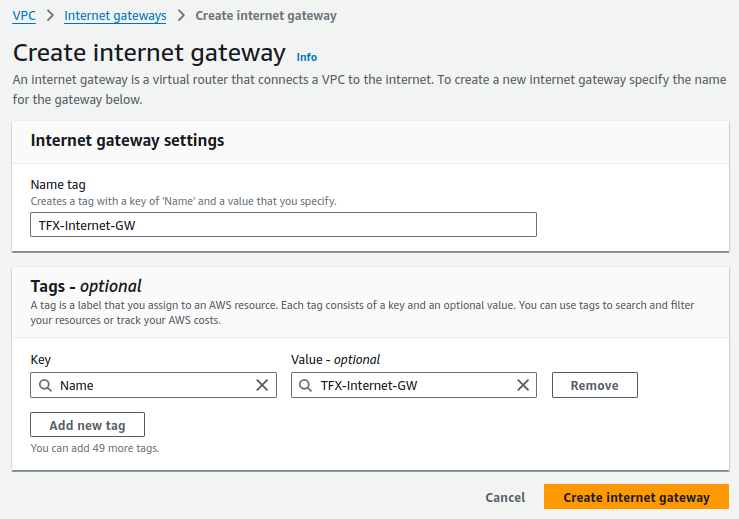 VPC > Internet gateways > Create internet gateway
Create internet gateway Info
An internet gateway is a virtual router that connects a VPC to the internet. To create a new internet gateway specify the name
for the gateway below.
Internet gateway settings
Name tag
Creates a tag with a key of 'Name' and a value that you specify.
TFX-Internet-GW
Tags - optional
A tag is a label that you assign to an AWS resource. Each tag consists of a key and an optional value. You can use tags to search and filter
your resources or track your AWS costs.
Key Value - optional
Name TFX-Internet-GW Remove
Add new tag
You can add 49 more tags.
Cancel Create internet gateway